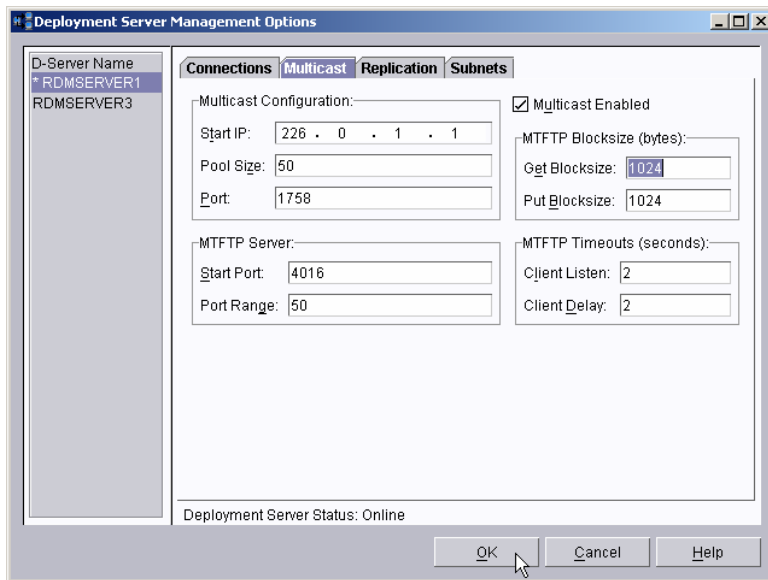 Deployment Server Management Options
D-Server Name
* RDMSERVER1
RDMSERVER3
Connections Multicast Replication Subnets
Multicast Configuration:
Start IP: 226 . 0 . 1 . 1
Pool Size: 50
Port: 1758
Multicast Enabled
MTFTP Blocksize (bytes):
Get Blocksize: 1024
Put Blocksize: 1024
MTFTP Server:
Start Port: 4016
Port Range: 50
MTFTP Timeouts (seconds):
Client Listen: 2
Client Delay: 2
Deployment Server Status: Online
OK Cancel Help